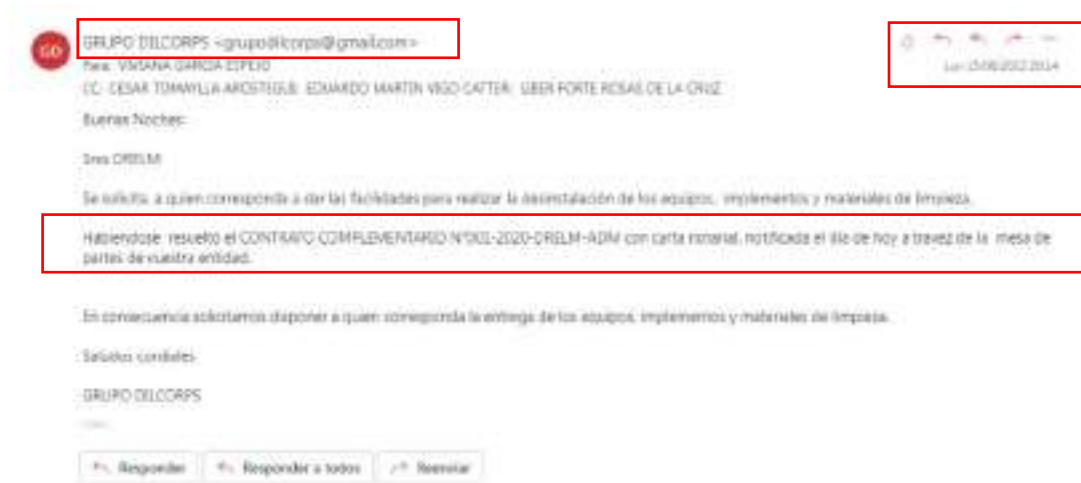 GO
GRUPO DILCORPS <grupodilcorps@gmail.com>
Para: VIVIANA GARCIA ESPEJO
CC: CESAR TOMAYLLA AROSTEGUI; EDUARDO MARTIN VIGO CATTER; UBER FORTE ROSAS DE LA CRUZ
Buenas Noches:
Sres DRELM
Se solicita, a quien corresponda a dar las facilidades para realizar la desinstalación de los equipos, implementos y materiales de limpieza.
Habiendose resuelto el CONTRATO COMPLEMENTARIO N°001-2020-DRELM-ADM con carta notarial, notificada el día de hoy a travez de la mesa de
partes de vuestra entidad.
En consecuencia solicitamos disponer a quien corresponda la entrega de los equipos, implementos y materiales de limpieza.
Saludos cordiales
GRUPO DILCORPS
Responder
Responder a todos
Reenviar